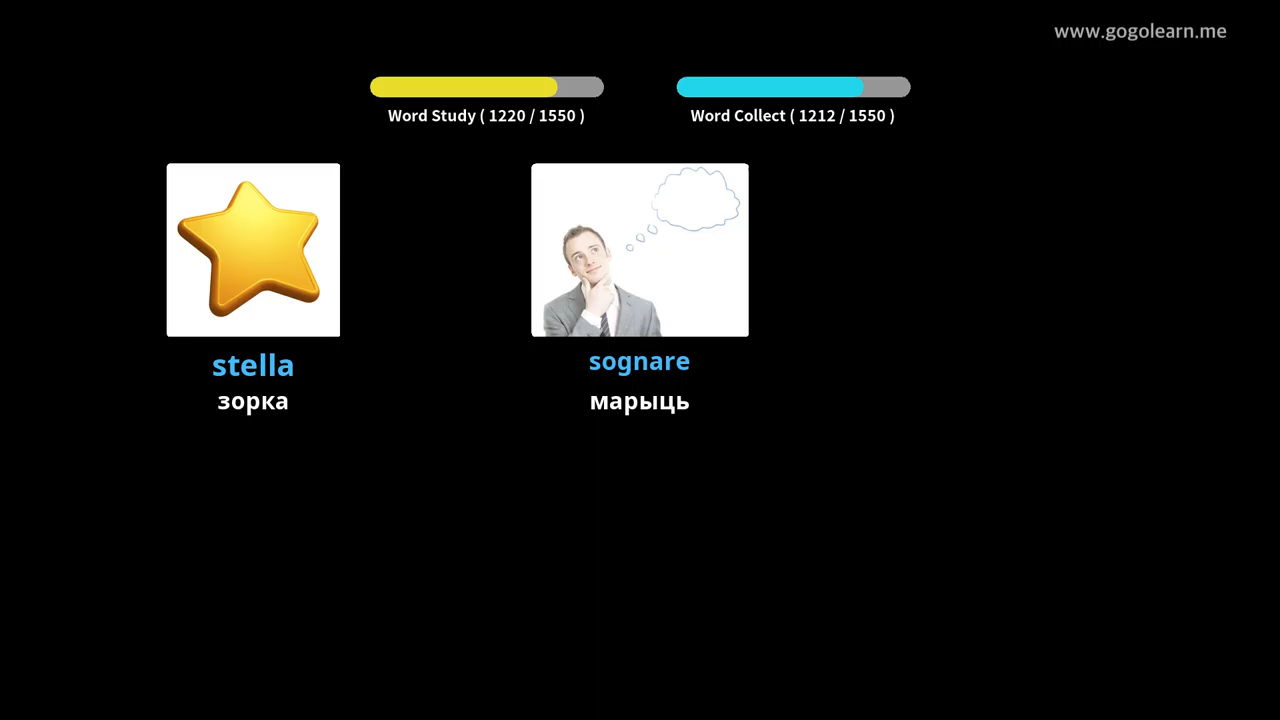 www.gogolearn.me
Word Study ( 1220 / 1550 )
Word Collect ( 1212 / 1550 )
stella
зорка
sognare
марыць